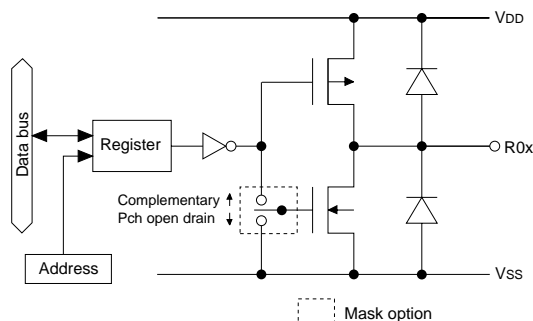 VDD
Data bus
Register
R0x
Complementary
Pch open drain
Address
VSS
Mask option